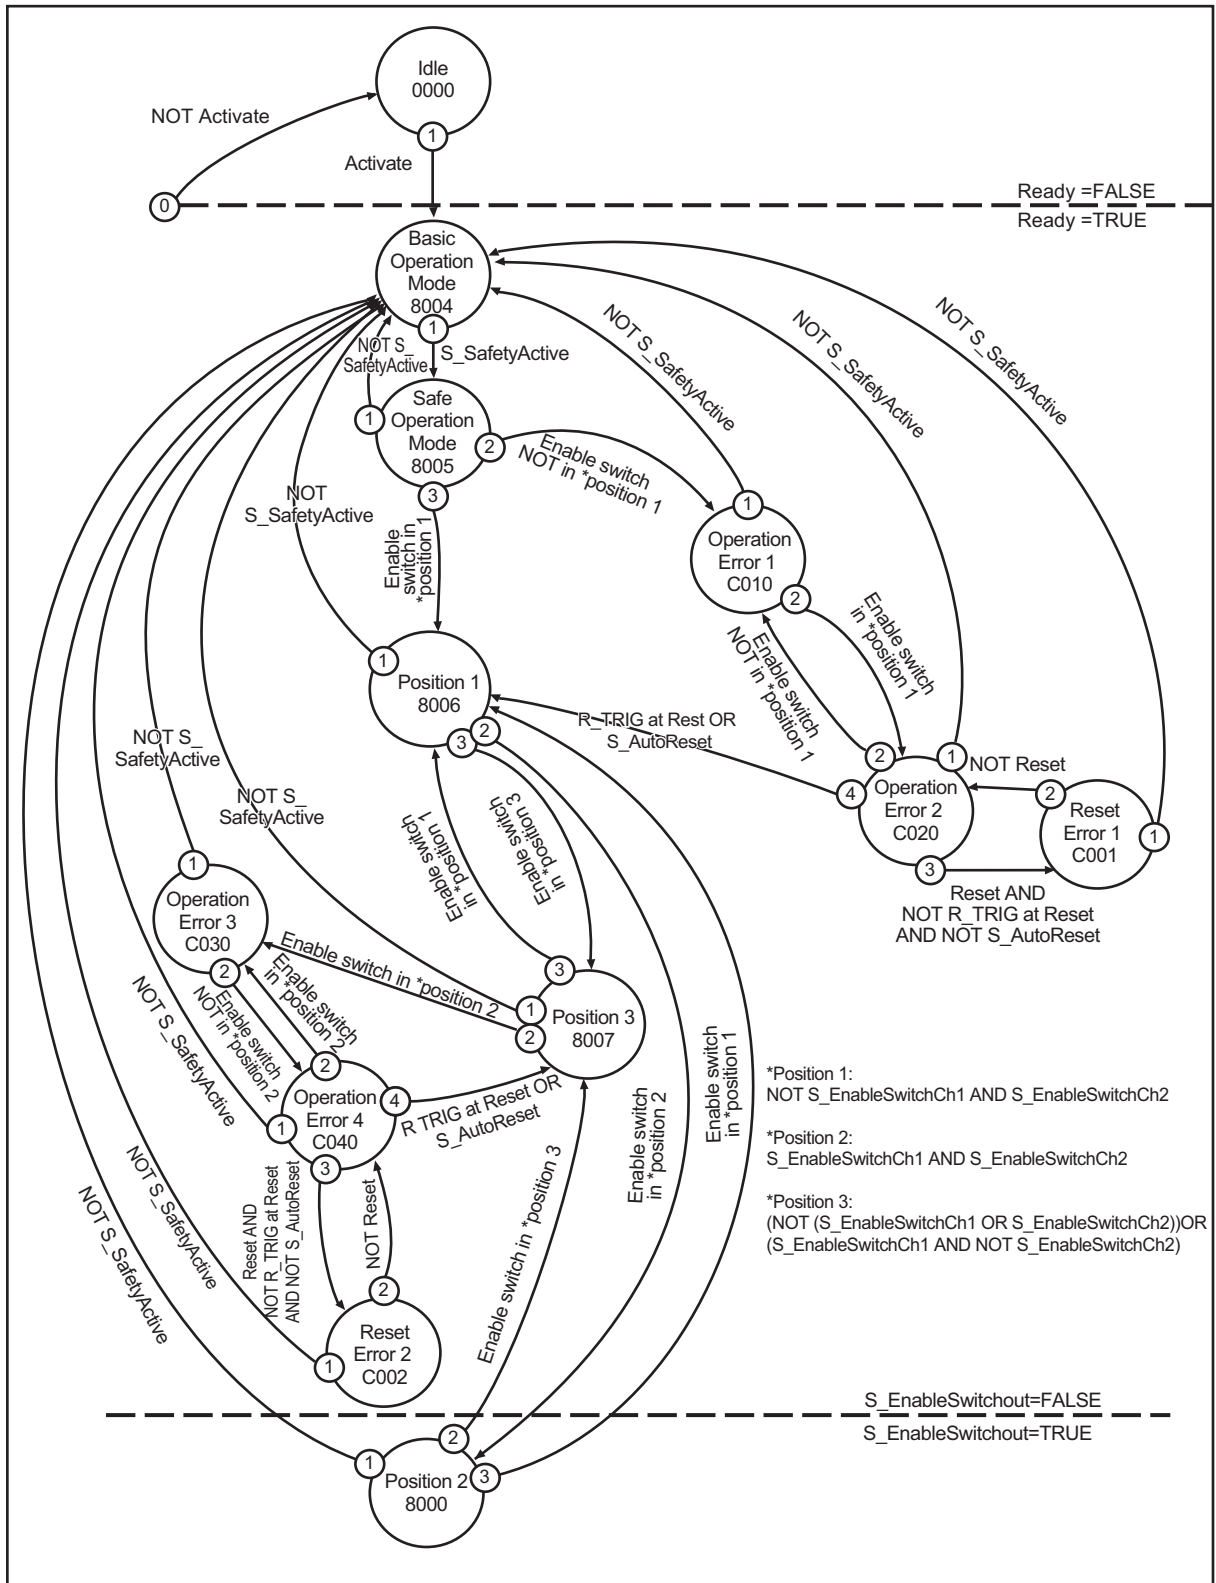 Idle
0000
NOT Activate
1
Activate
0
Ready =FALSE
Ready =TRUE
Basic
Operation
Mode
8004
1
NOT S_
SafetyActive
S_SafetyActive
NOT S_SafetyActive
NOT S_SafetyActive
NOT S_SafetyActive
1
Safe
Operation
Mode
8005
2
3
Enable switch
NOT in *position 1
NOT
S_SafetyActive
Enable
switch in
*position 1
1
Operation
Error 1
C010
2
Enable switch
in *position 1
Enable switch
NOT in *position 1
1
Position 1
8006
2
3
R_TRIG at Rest OR
S_AutoReset
2
1
4
Operation
Error 2
C020
3
NOT Reset
2
Reset
Error 1
C001
1
Reset AND
NOT R_TRIG at Reset
AND NOT S_AutoReset
NOT S_
SafetyActive
NOT S_
SafetyActive
Enable switch
in *position 1
Enable switch
in *position 3
1
Operation
Error 3
C030
2
Enable switch in *position 2
3
1
2
Position 3
8007
NOT S_SafetyActive
Enable switch
NOT in *position 2
Enable switch
in *position 2
2
4
Operation
Error 4
C040
1
3
R TRIG at Reset OR
S_AutoReset
Enable switch
in *position 2
Enable switch
in *position 1
*Position 1:
NOT S_EnableSwitchCh1 AND S_EnableSwitchCh2
*Position 2:
S_EnableSwitchCh1 AND S_EnableSwitchCh2
*Position 3:
(NOT (S_EnableSwitchCh1 OR S_EnableSwitchCh2))OR
(S_EnableSwitchCh1 AND NOT S_EnableSwitchCh2)
NOT S_SafetyActive
NOT S_SafetyActive
Reset AND
NOT R_TRIG at Reset
AND NOT S_AutoReset
NOT Reset
Enable switch in *position 3
2
Reset
Error 2
C002
1
S_EnableSwitchout=FALSE
S_EnableSwitchout=TRUE
1
2
3
Position 2
8000